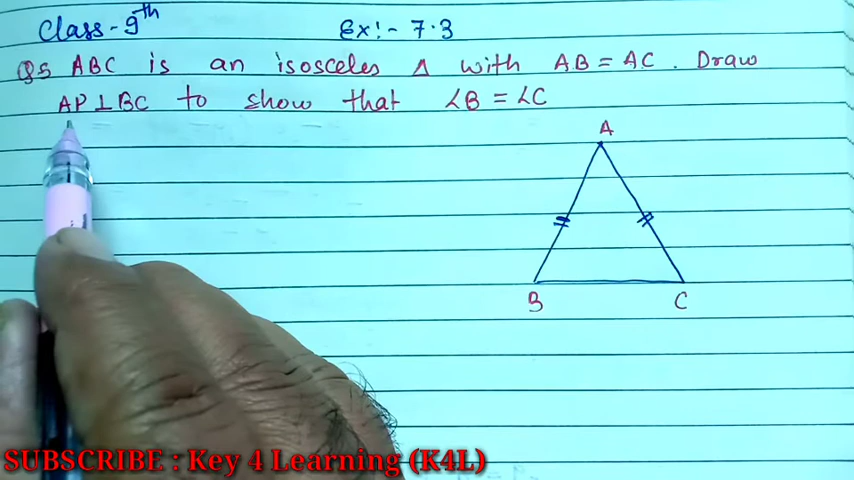 Class-9th Ex:- 7.3
Q5 ABC is an isosceles Δ with AB = AC. Draw
AP ⊥ BC to show that ∠B = ∠C
A
B C
SUBSCRIBE : Key 4 Learning (K4L)